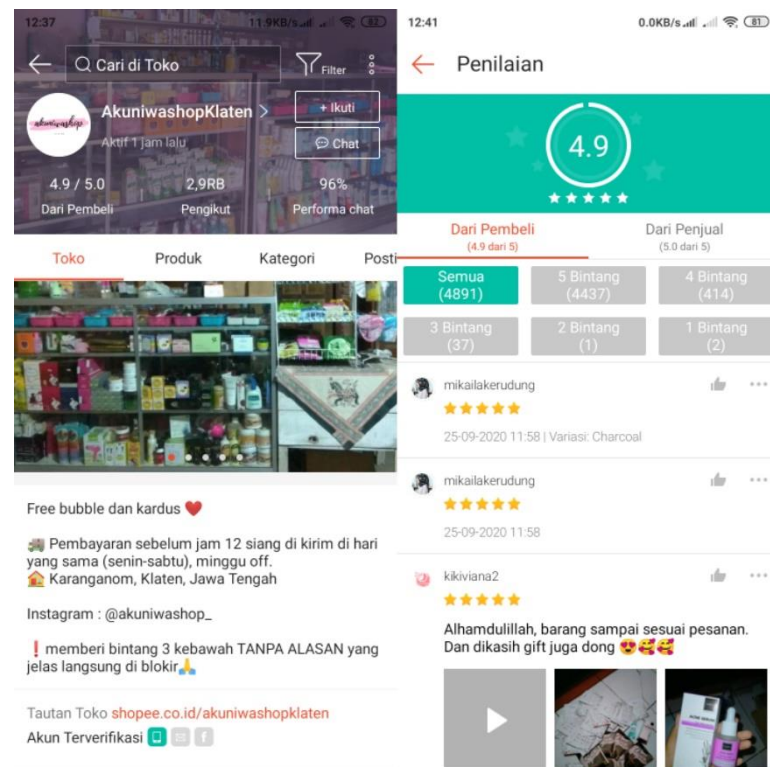 12:37
11.9KB/s
82
Cari di Toko
Filter
akuniwashop
AkuniwashopKlaten >
+ Ikuti
Aktif 1 jam lalu
Chat
4.9 / 5.0
2,9RB
96%
Dari Pembeli
Pengikut
Performa chat
Toko
Produk
Kategori
Posti
Free bubble dan kardus ❤️
🚚 Pembayaran sebelum jam 12 siang di kirim di hari
yang sama (senin-sabtu), minggu off.
🏠 Karanganom, Klaten, Jawa Tengah
Instagram : @akuniwashop_
❗ memberi bintang 3 kebawah TANPA ALASAN yang
jelas langsung di blokir🙏
Tautan Toko shopee.co.id/akuniwashopklaten
Akun Terverifikasi
12:41
0.0KB/s
81
Penilaian
4.9
Dari Pembeli
(4.9 dari 5)
Dari Penjual
(5.0 dari 5)
Semua
(4891)
5 Bintang
(4437)
4 Bintang
(414)
3 Bintang
(37)
2 Bintang
(1)
1 Bintang
(2)
mikailakerudung
25-09-2020 11:58 | Variasi: Charcoal
mikailakerudung
25-09-2020 11:58
kikiviana2
Alhamdulillah, barang sampai sesuai pesanan.
Dan dikasih gift juga dong 😍🥰🥰